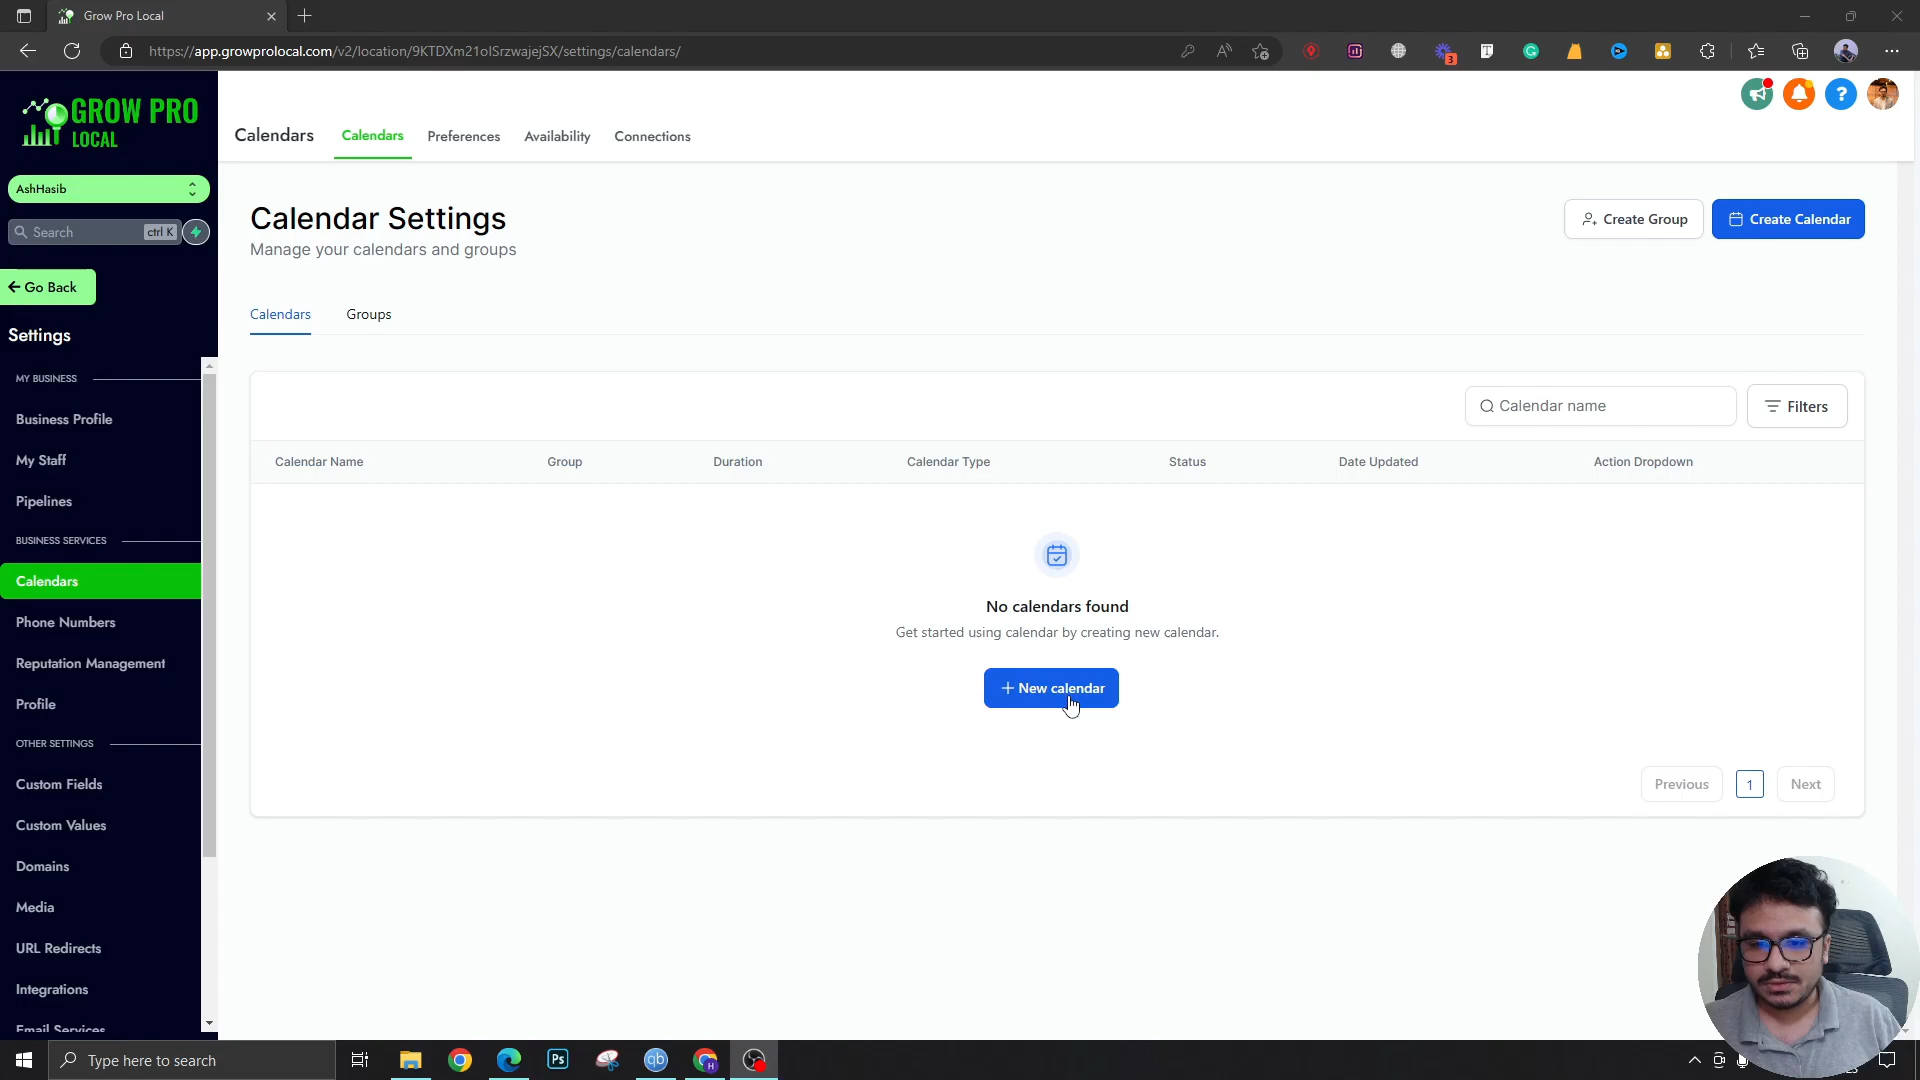 Grow Pro Local
https://app.growprolocal.com/v2/location/9KTDXm21olSrzwajejSX/settings/calendars/
3
GROW PRO
LOCAL
AshHasib
Search ctrl K
Go Back
Settings
MY BUSINESS
Business Profile
My Staff
Pipelines
BUSINESS SERVICES
Calendars
Phone Numbers
Reputation Management
Profile
OTHER SETTINGS
Custom Fields
Custom Values
Domains
Media
URL Redirects
Integrations
Email Services
Calendars Calendars Preferences Availability Connections
Calendar Settings
Manage your calendars and groups
Create Group Create Calendar
Calendars Groups
Calendar name Filters
Calendar Name Group Duration Calendar Type Status Date Updated Action Dropdown
No calendars found
Get started using calendar by creating new calendar.
+ New calendar
Previous 1 Next
Type here to search
Ps
qb
H